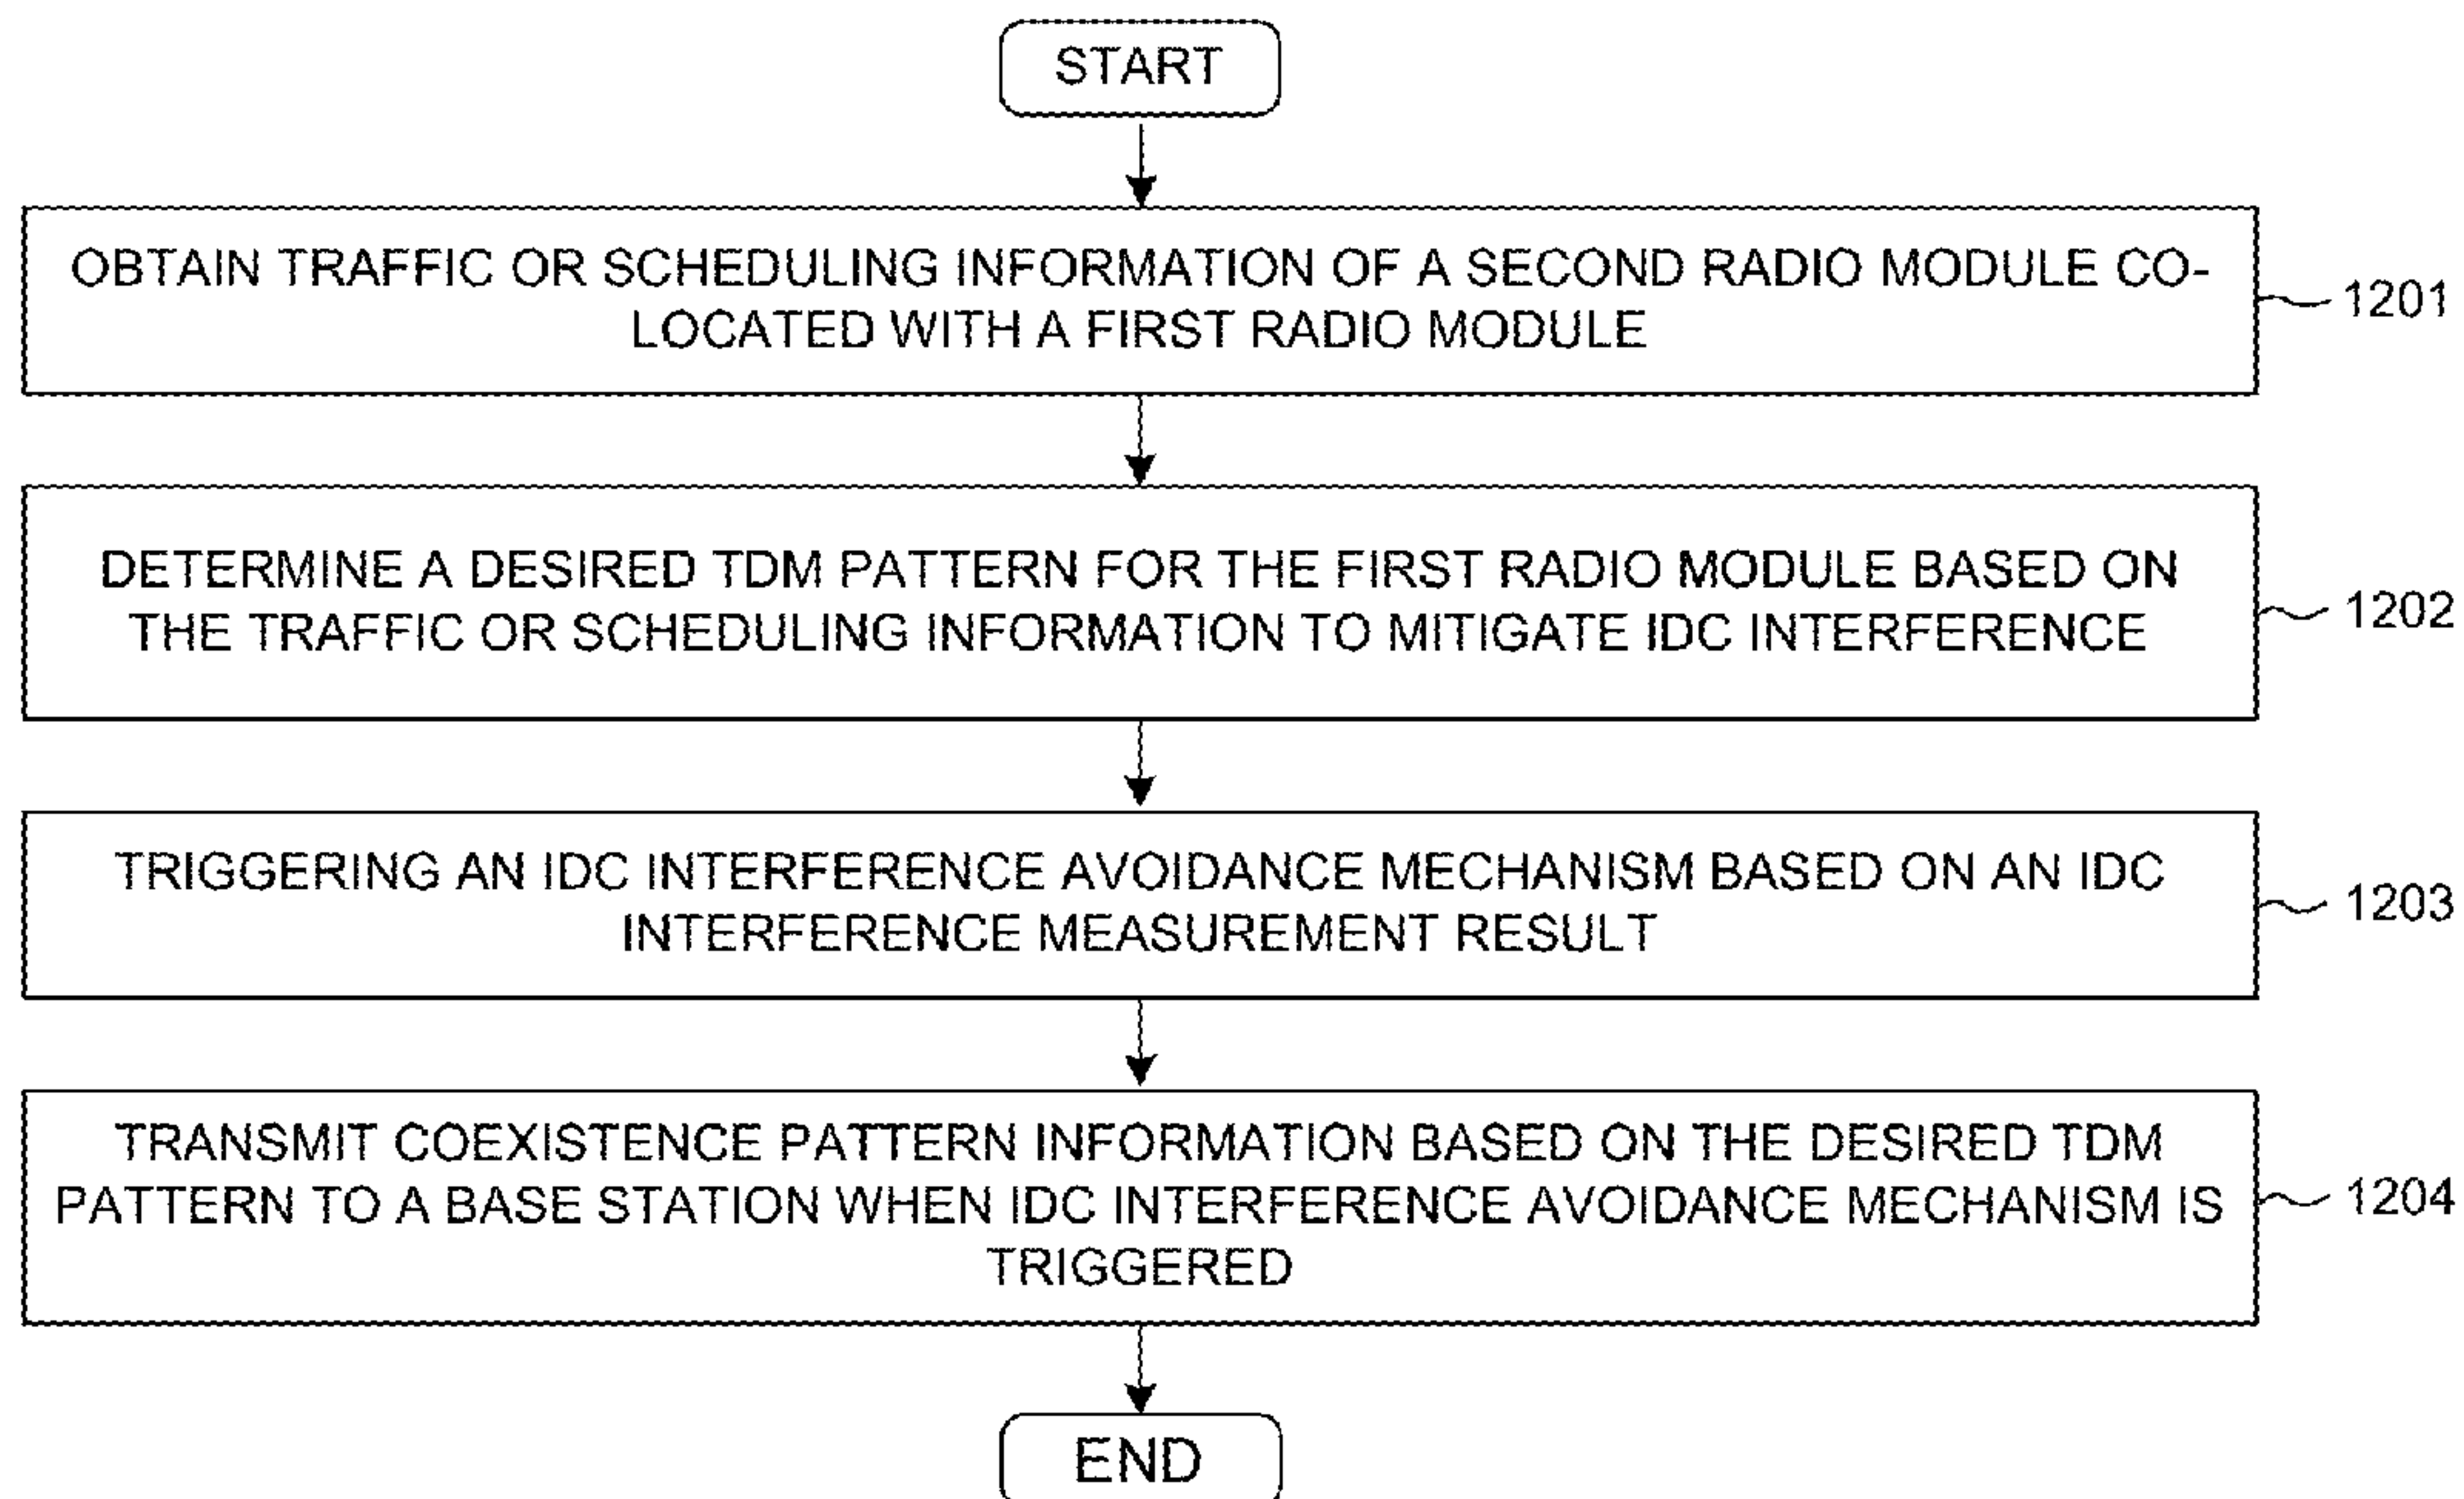 START
OBTAIN TRAFFIC OR SCHEDULING INFORMATION OF A SECOND RADIO MODULE CO-
LOCATED WITH A FIRST RADIO MODULE
1201
DETERMINE A DESIRED TDM PATTERN FOR THE FIRST RADIO MODULE BASED ON
THE TRAFFIC OR SCHEDULING INFORMATION TO MITIGATE IDC INTERFERENCE
1202
TRIGGERING AN IDC INTERFERENCE AVOIDANCE MECHANISM BASED ON AN IDC
INTERFERENCE MEASUREMENT RESULT
1203
TRANSMIT COEXISTENCE PATTERN INFORMATION BASED ON THE DESIRED TDM
PATTERN TO A BASE STATION WHEN IDC INTERFERENCE AVOIDANCE MECHANISM IS
TRIGGERED
1204
END